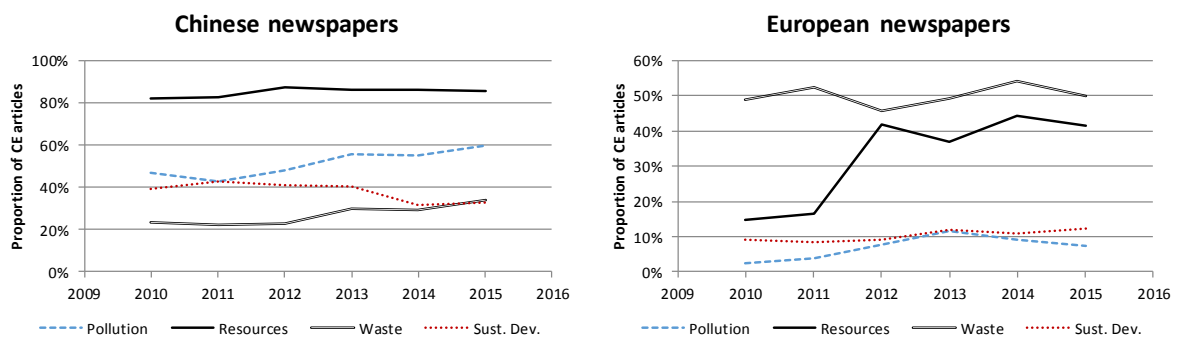 Chinese newspapers
Proportion of CE articles
100%
80%
60%
40%
20%
0%
2009 2010 2011 2012 2013 2014 2015 2016
Pollution Resources Waste Sust. Dev.
European newspapers
Proportion of CE articles
60%
50%
40%
30%
20%
10%
0%
2009 2010 2011 2012 2013 2014 2015 2016
Pollution Resources Waste Sust. Dev.